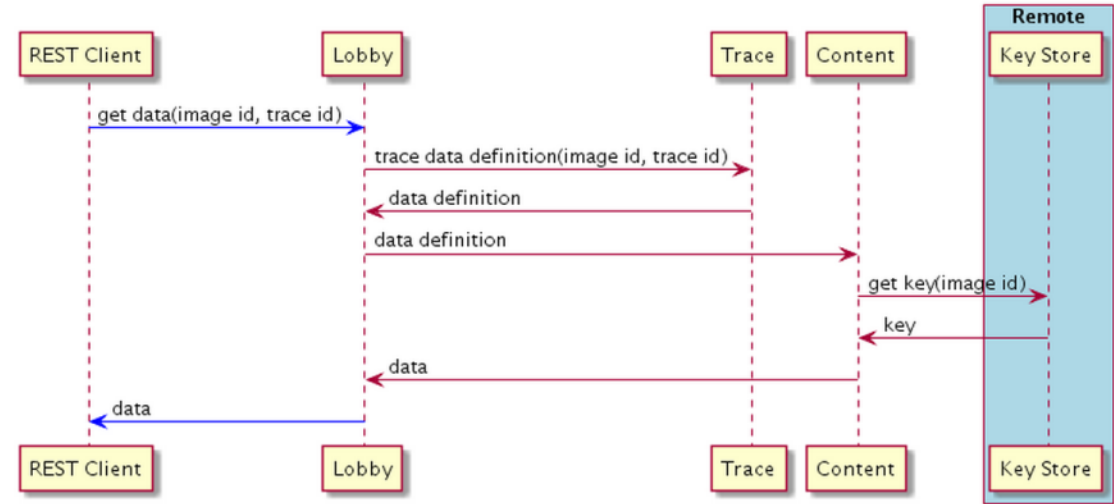 Remote
REST Client
Lobby
Trace
Content
Key Store
get data(image id, trace id)
trace data definition(image id, trace id)
data definition
data definition
get key(image id)
key
data
data
REST Client
Lobby
Trace
Content
Key Store